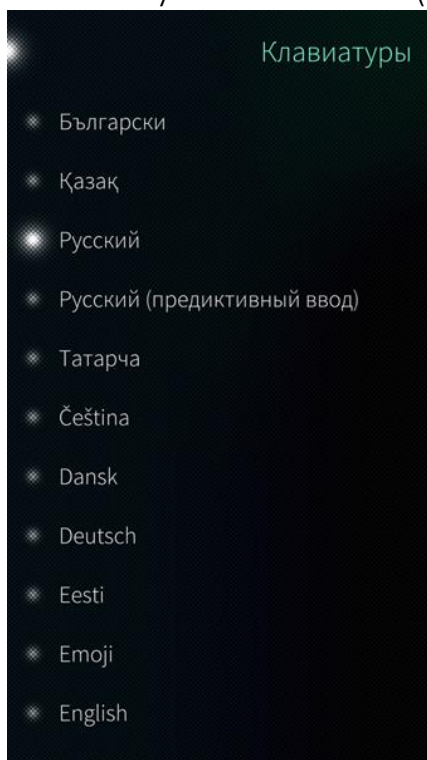 Клавиатуры
Български
Қазақ
Русский
Русский (предиктивный ввод)
Татарча
Čeština
Dansk
Deutsch
Eesti
Emoji
English